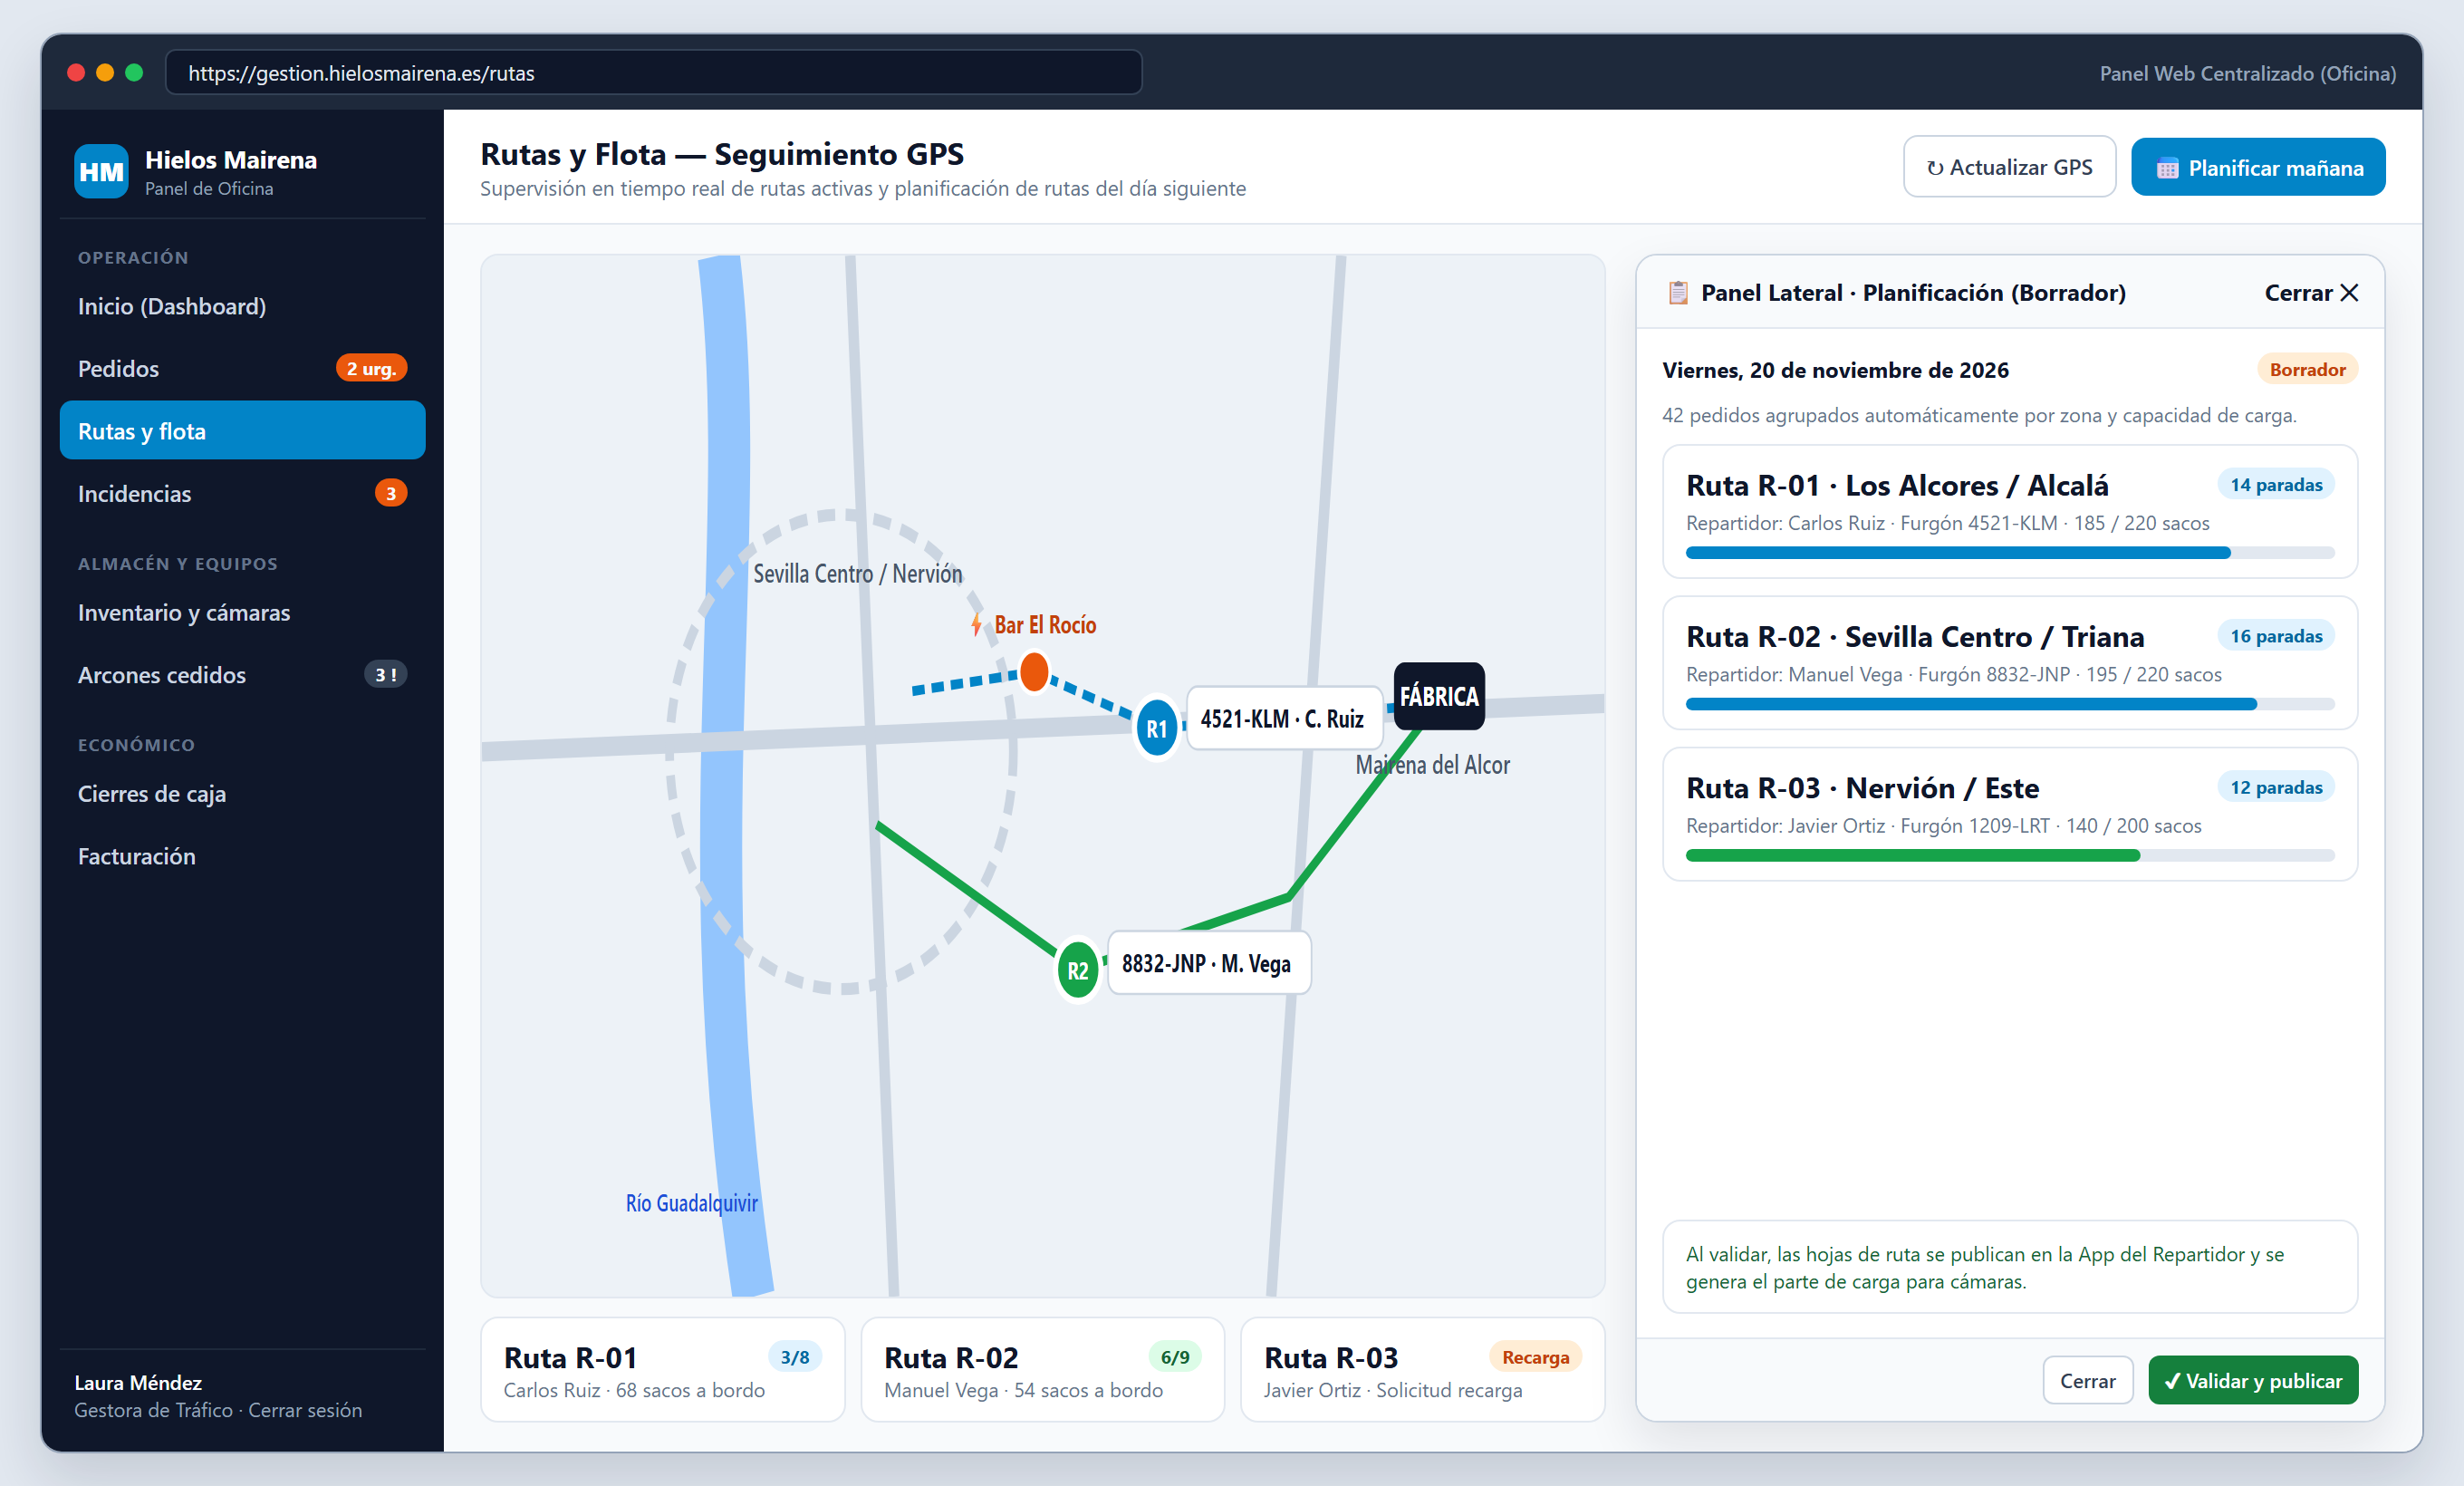 https://gestion.hielosmairena.es/rutas
Panel Web Centralizado (Oficina)
HM
Hielos Mairena
Panel de Oficina
OPERACIÓN
Inicio (Dashboard)
Pedidos
2 urg.
Rutas y flota
Incidencias
3
ALMACÉN Y EQUIPOS
Inventario y cámaras
Arcones cedidos
3 !
ECONÓMICO
Cierres de caja
Facturación
Laura Méndez
Gestora de Tráfico · Cerrar sesión
Rutas y Flota — Seguimiento GPS
Supervisión en tiempo real de rutas activas y planificación de rutas del día siguiente
↻ Actualizar GPS
📅 Planificar mañana
Sevilla Centro / Nervión
⚡ Bar El Rocío
R1
4521-KLM · C. Ruiz
FÁBRICA
Mairena del Alcor
R2
8832-JNP · M. Vega
Río Guadalquivir
Ruta R-01
3/8
Carlos Ruiz · 68 sacos a bordo
Ruta R-02
6/9
Manuel Vega · 54 sacos a bordo
Ruta R-03
Recarga
Javier Ortiz · Solicitud recarga
📋 Panel Lateral · Planificación (Borrador)
Cerrar ✕
Viernes, 20 de noviembre de 2026
Borrador
42 pedidos agrupados automáticamente por zona y capacidad de carga.
Ruta R-01 · Los Alcores / Alcalá
14 paradas
Repartidor: Carlos Ruiz · Furgón 4521-KLM · 185 / 220 sacos
Ruta R-02 · Sevilla Centro / Triana
16 paradas
Repartidor: Manuel Vega · Furgón 8832-JNP · 195 / 220 sacos
Ruta R-03 · Nervión / Este
12 paradas
Repartidor: Javier Ortiz · Furgón 1209-LRT · 140 / 200 sacos
Al validar, las hojas de ruta se publican en la App del Repartidor y se
genera el parte de carga para cámaras.
Cerrar
✓ Validar y publicar